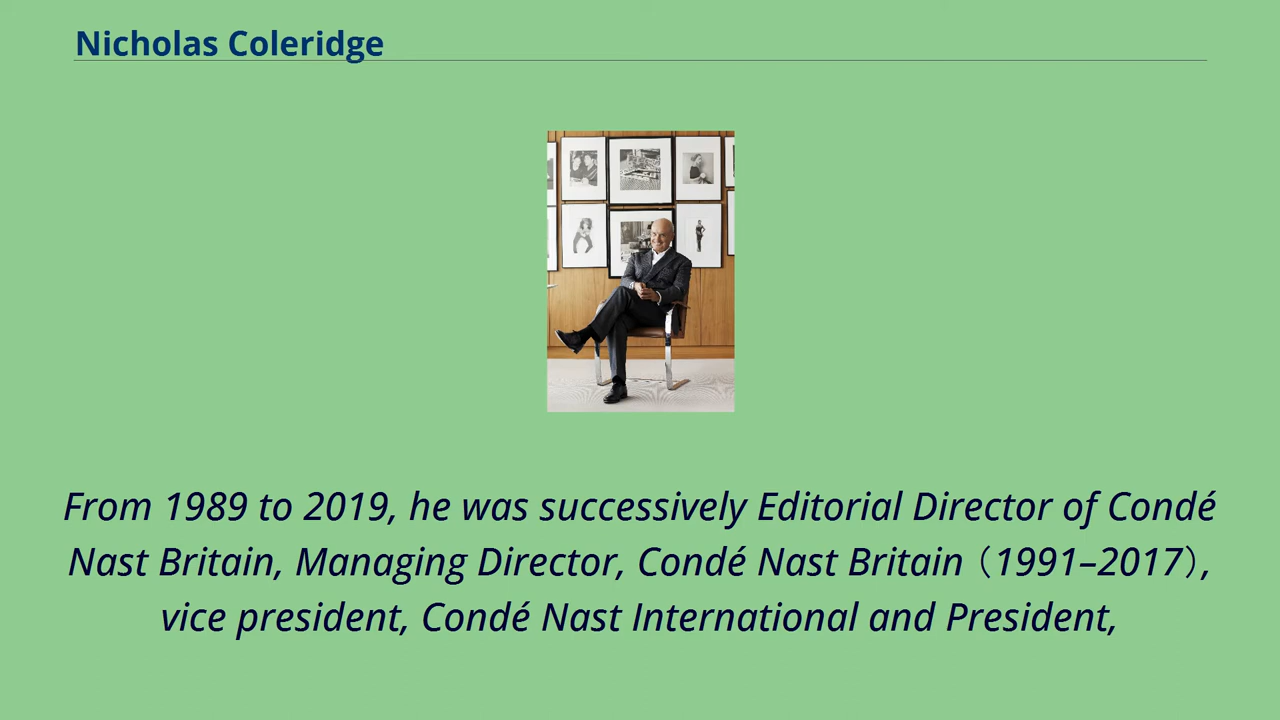 Nicholas Coleridge
From 1989 to 2019, he was successively Editorial Director of Condé
Nast Britain, Managing Director, Condé Nast Britain（1991–2017）,
vice president, Condé Nast International and President,